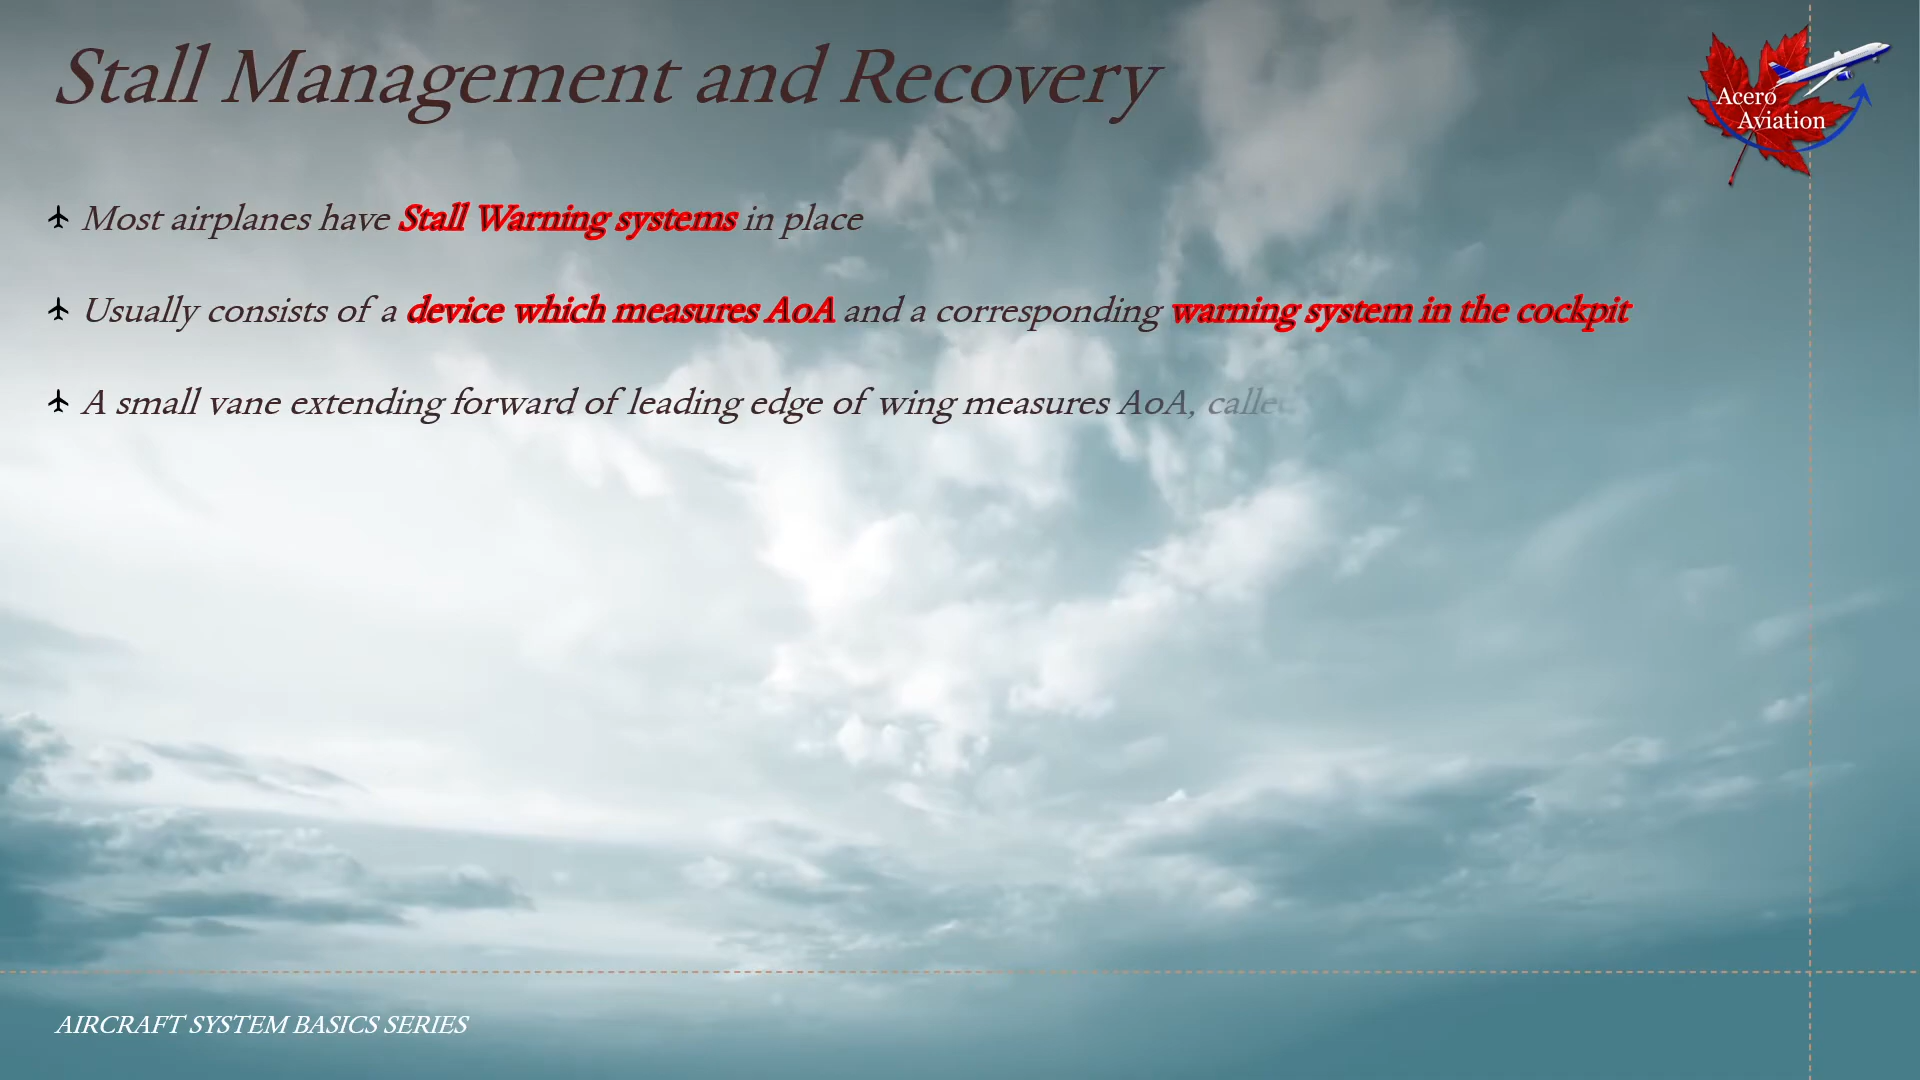 Stall Management and Recovery
Acero
Aviation
Most airplanes have Stall Warning systems in place
Usually consists of a device which measures AoA and a corresponding warning system in the cockpit
A small vane extending forward of leading edge of wing measures AoA, called
AIRCRAFT SYSTEM BASICS SERIES